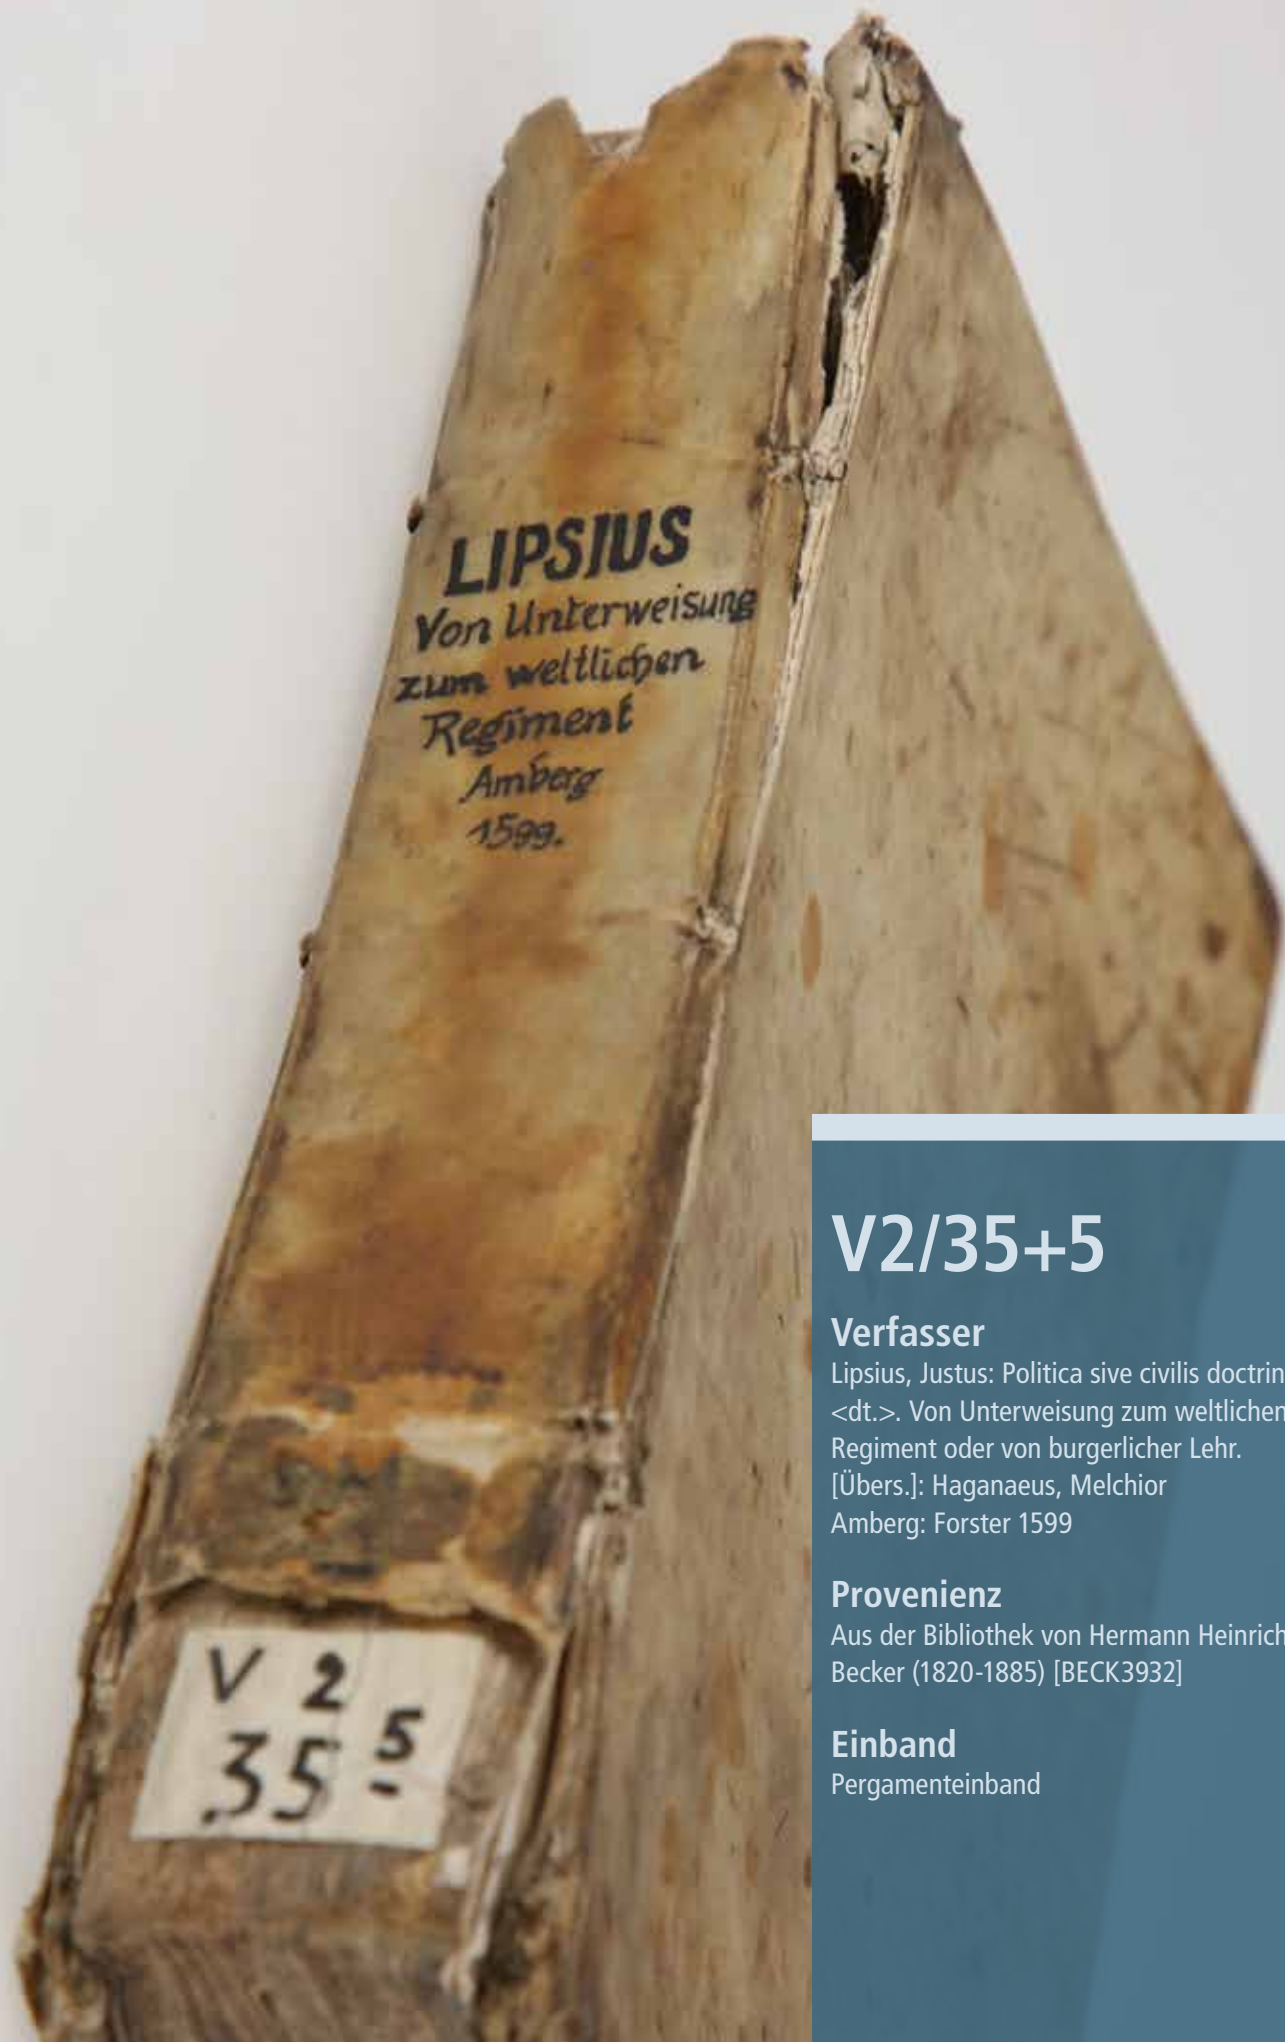 LIPSIUS
Von Unterweisung
zum weltlichen
Regiment
Amberg
1599.
V 2
35 5
V2/35+5
Verfasser
Lipsius, Justus: Politica sive civilis doctrin
<dt.>. Von Unterweisung zum weltlichen
Regiment oder von burgerlicher Lehr.
[Übers.]: Haganaeus, Melchior
Amberg: Forster 1599
Provenienz
Aus der Bibliothek von Hermann Heinrich
Becker (1820-1885) [BECK3932]
Einband
Pergamenteinband